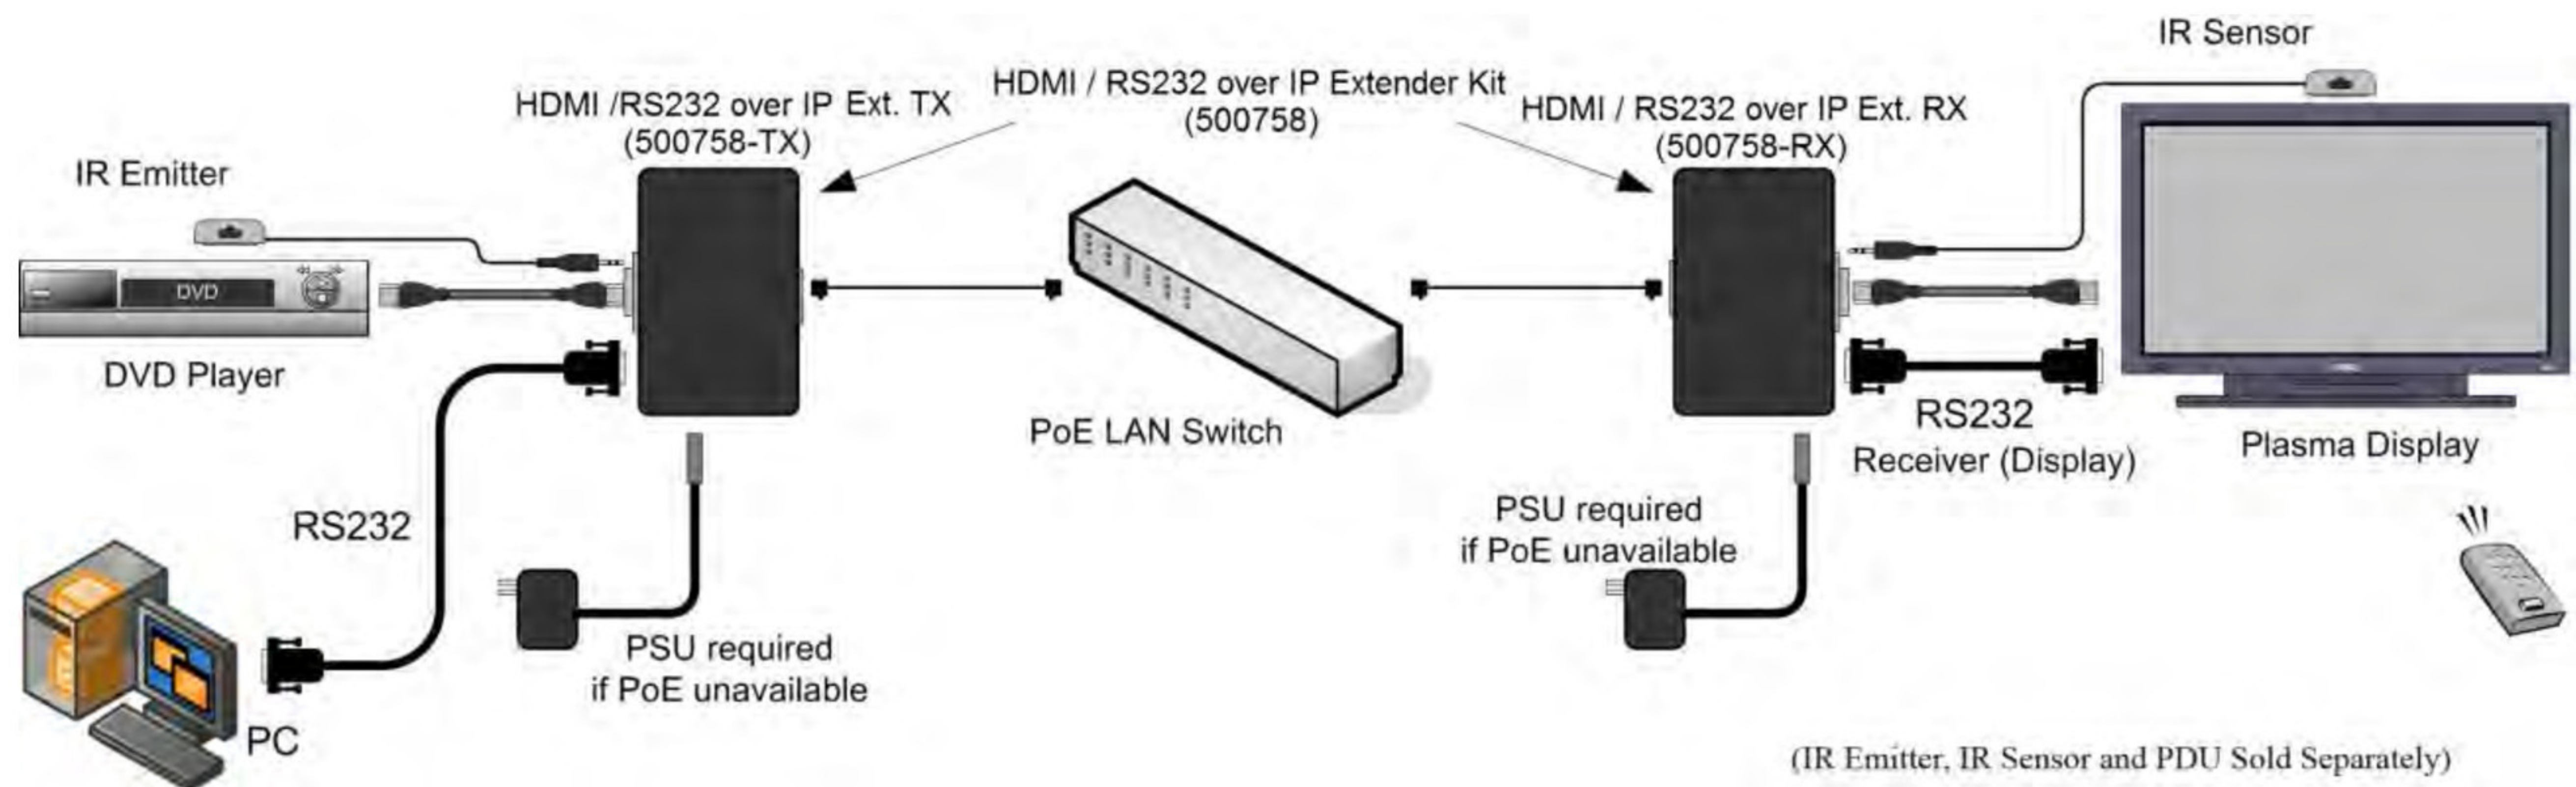 IR Sensor
HDMI / RS232 over IP Extender Kit
(500758)
HDMI /RS232 over IP Ext. TX
(500758-TX)
HDMI / RS232 over IP Ext. RX
(500758-RX)
IR Emitter
DVD
DVD Player
PoE LAN Switch
RS232
Receiver (Display)
Plasma Display
RS232
PSU required
if PoE unavailable
PSU required
if PoE unavailable
PC
(IR Emitter, IR Sensor and PDU Sold Separately)